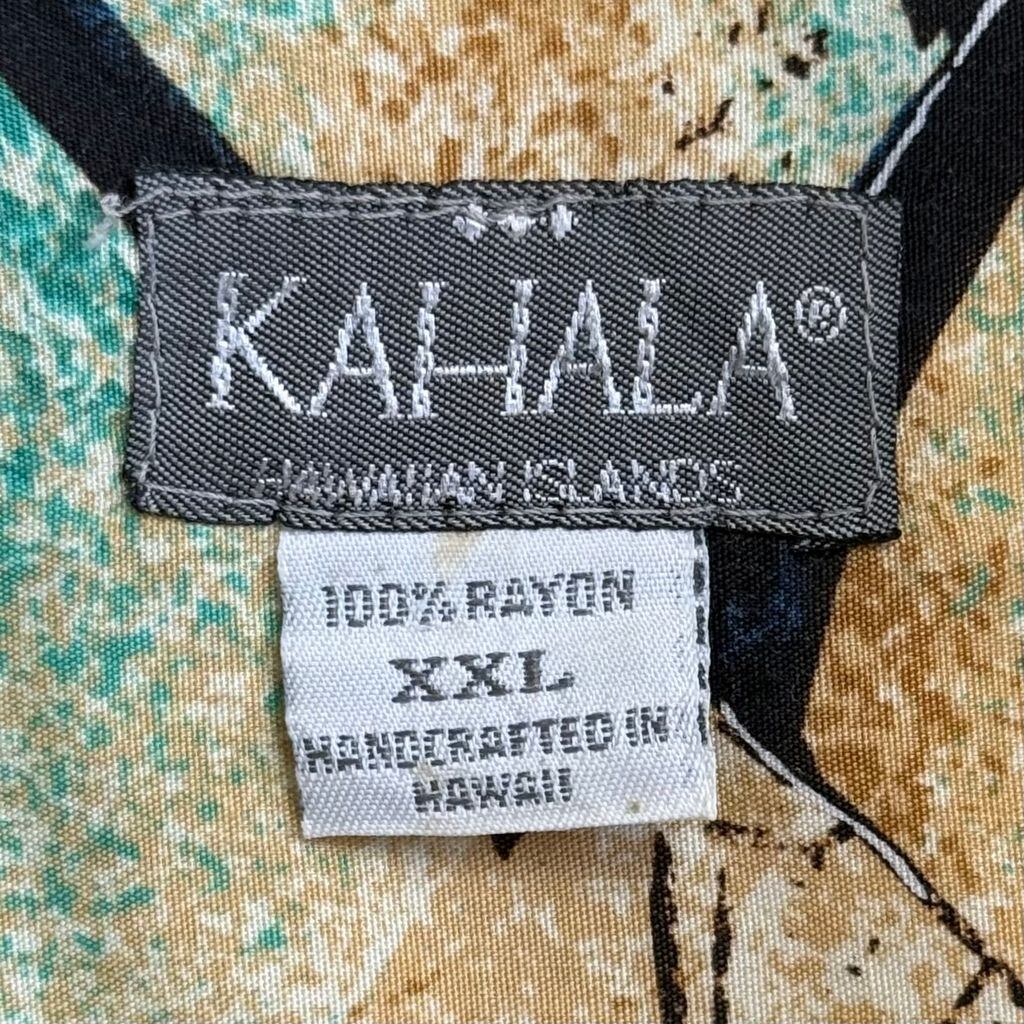 KAHALA®
HAWAIIAN ISLANDS
100% RAYON
XXL
HANDCRAFTED IN
HAWAII